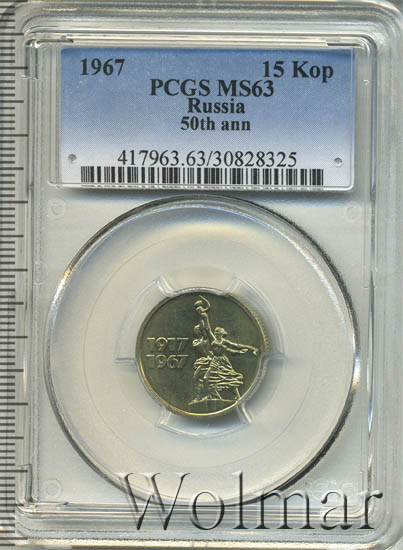 1967 15 Kop
PCGS MS63
Russia
50th ann
417963.63/30828325
1917
1967
Wolmar